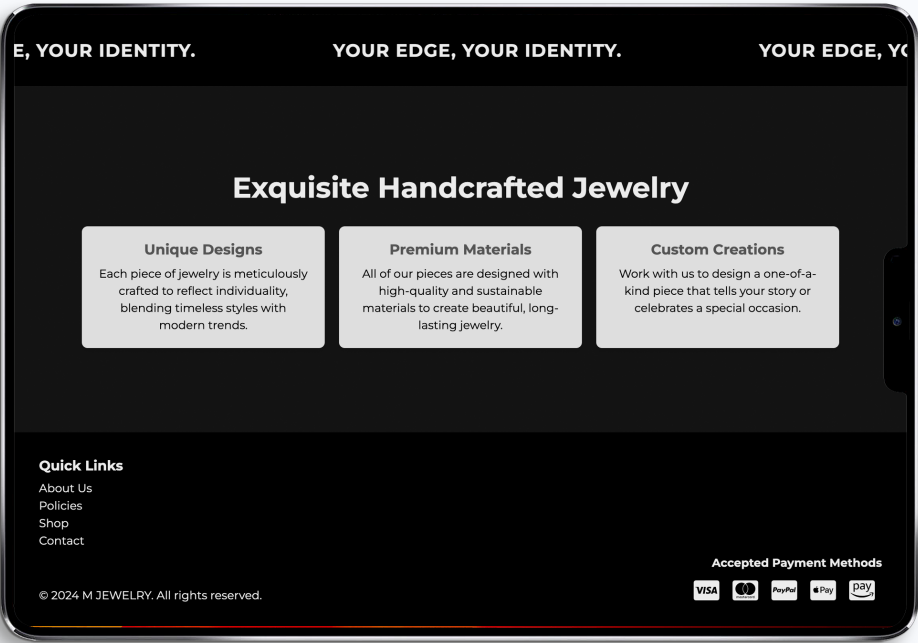 E, YOUR IDENTITY. YOUR EDGE, YOUR IDENTITY. YOUR EDGE, YO
Exquisite Handcrafted Jewelry
Unique Designs
Each piece of jewelry is meticulously
crafted to reflect individuality,
blending timeless styles with
modern trends.
Premium Materials
All of our pieces are designed with
high-quality and sustainable
materials to create beautiful, long-
lasting jewelry.
Custom Creations
Work with us to design a one-of-a-
kind piece that tells your story or
celebrates a special occasion.
Quick Links
About Us
Policies
Shop
Contact
© 2024 M JEWELRY. All rights reserved.
Accepted Payment Methods
VISA mastercard PayPal Pay pay